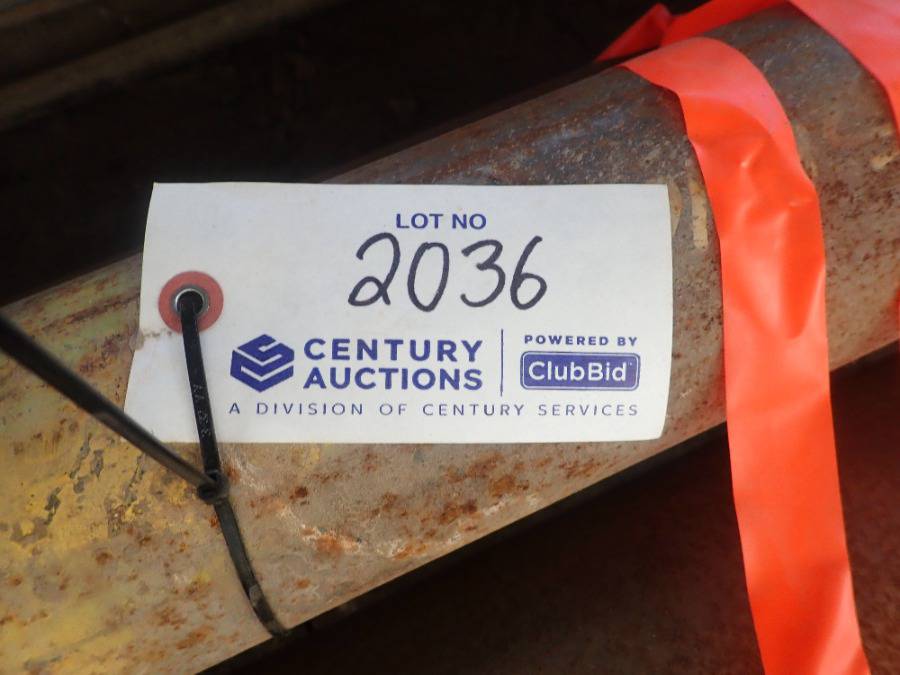 LOT NO
2036
CENTURY
AUCTIONS
POWERED BY
ClubBid
A DIVISION OF CENTURY SERVICES